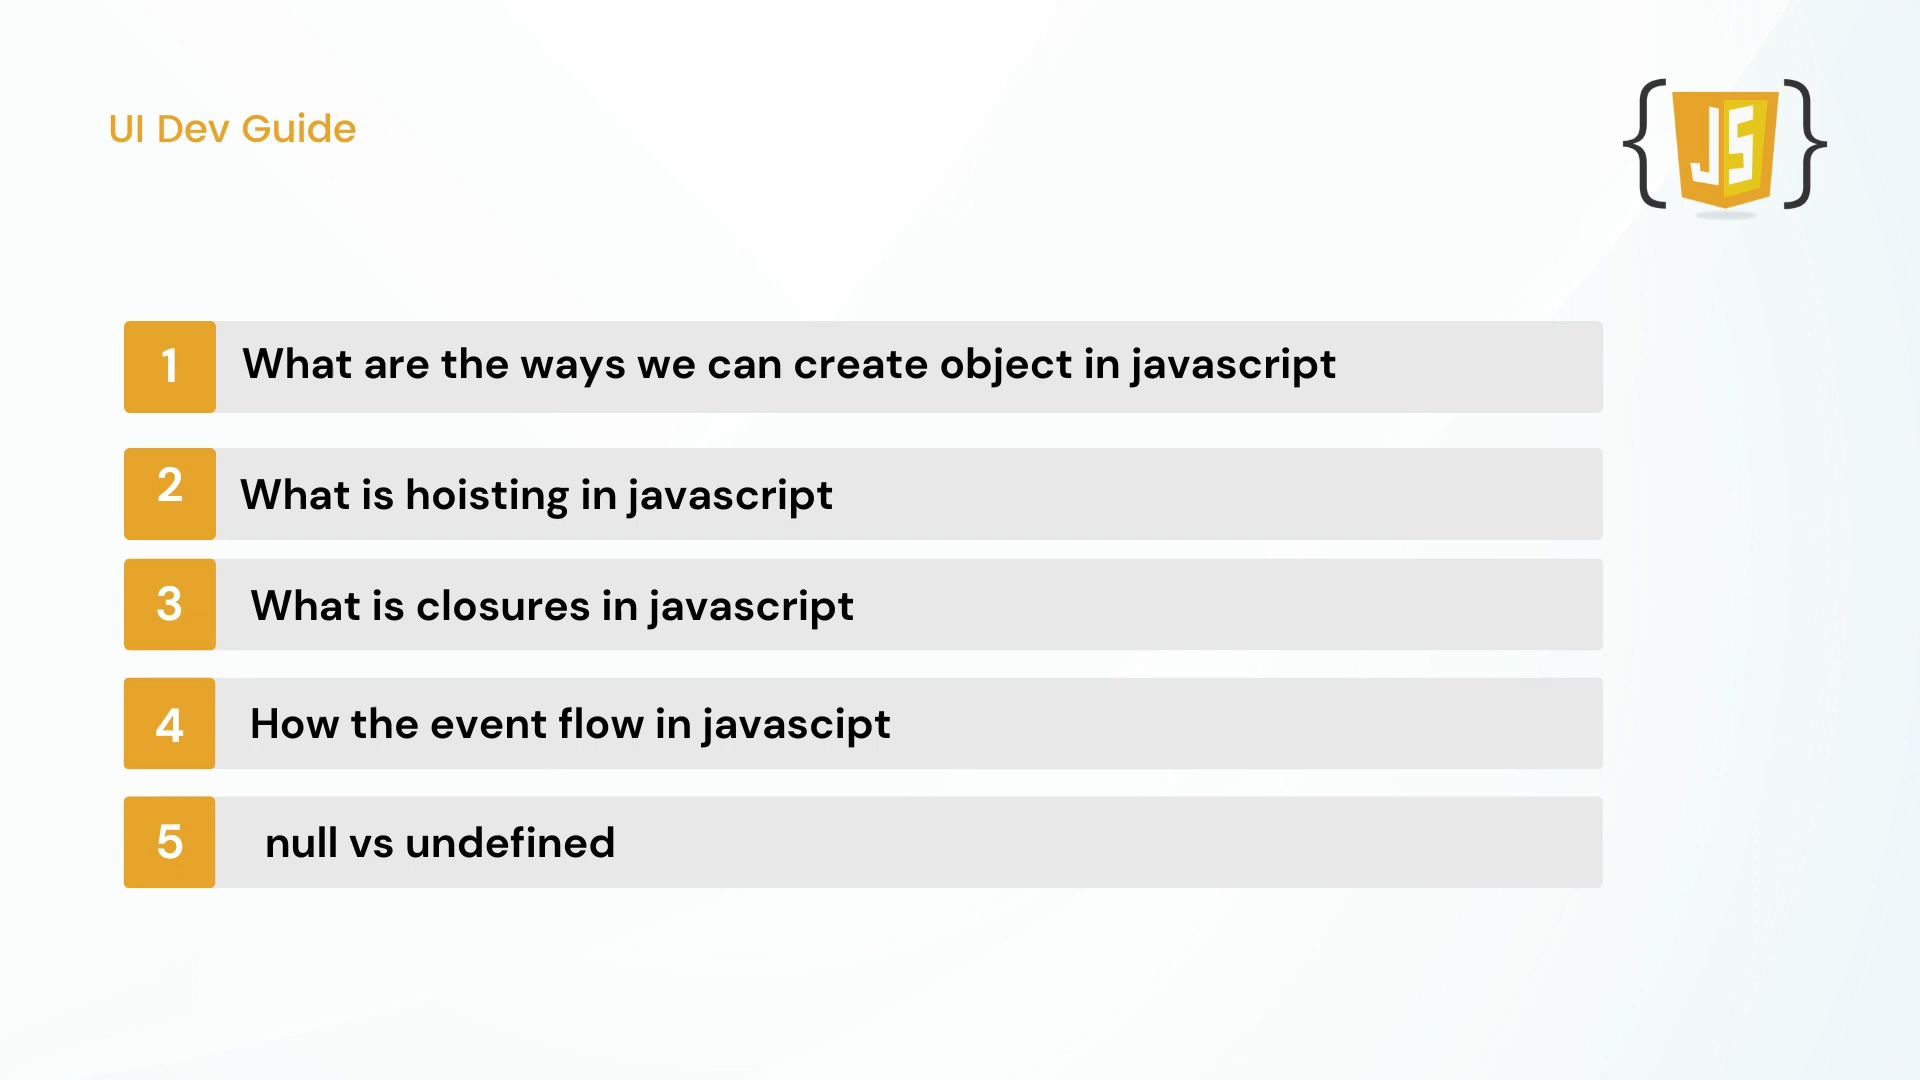 UI Dev Guide
{ JS }
1 What are the ways we can create object in javascript
2 What is hoisting in javascript
3 What is closures in javascript
4 How the event flow in javascipt
5 null vs undefined